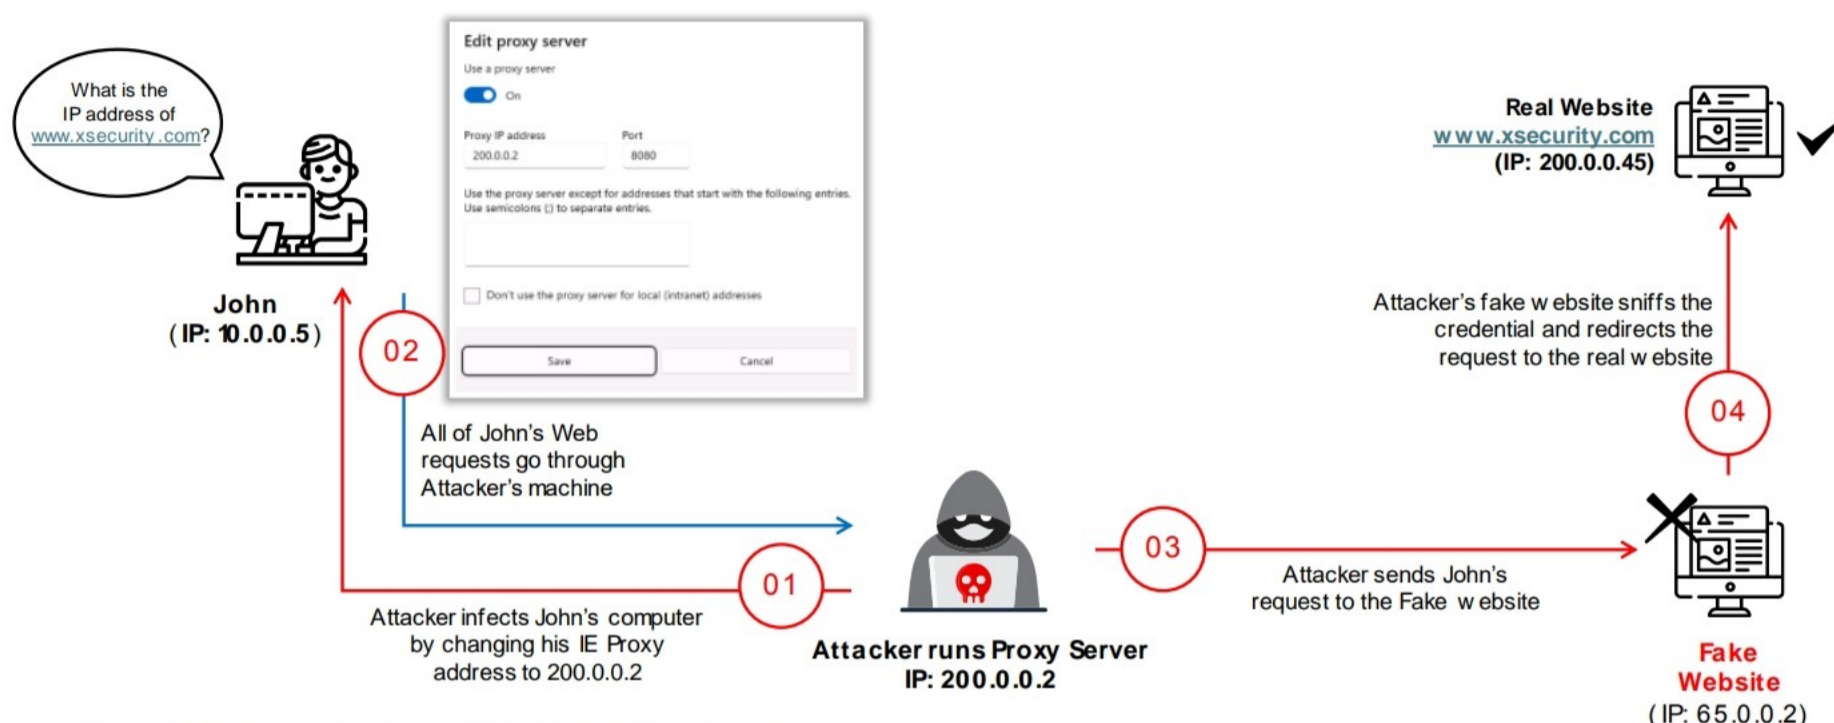 What is the
IP address of
www.xsecurity.com?
John
(IP: 10.0.0.5)
Edit proxy server
Use a proxy server
On
Proxy IP address
Port
200.0.0.2
8080
Use the proxy server except for addresses that start with the following entries.
Use semicolons (;) to separate entries.
Don't use the proxy server for local (intranet) addresses
Save
Cancel
02
All of John's Web
requests go through
Attacker's machine
01
Attacker infects John's computer
by changing his IE Proxy
address to 200.0.0.2
Attacker runs Proxy Server
IP: 200.0.0.2
03
Attacker sends John's
request to the Fake website
Real Website
www.xsecurity.com
(IP: 200.0.0.45)
Attacker's fake website sniffs the
credential and redirects the
request to the real website
04
Fake
Website
(IP: 65.0.0.2)